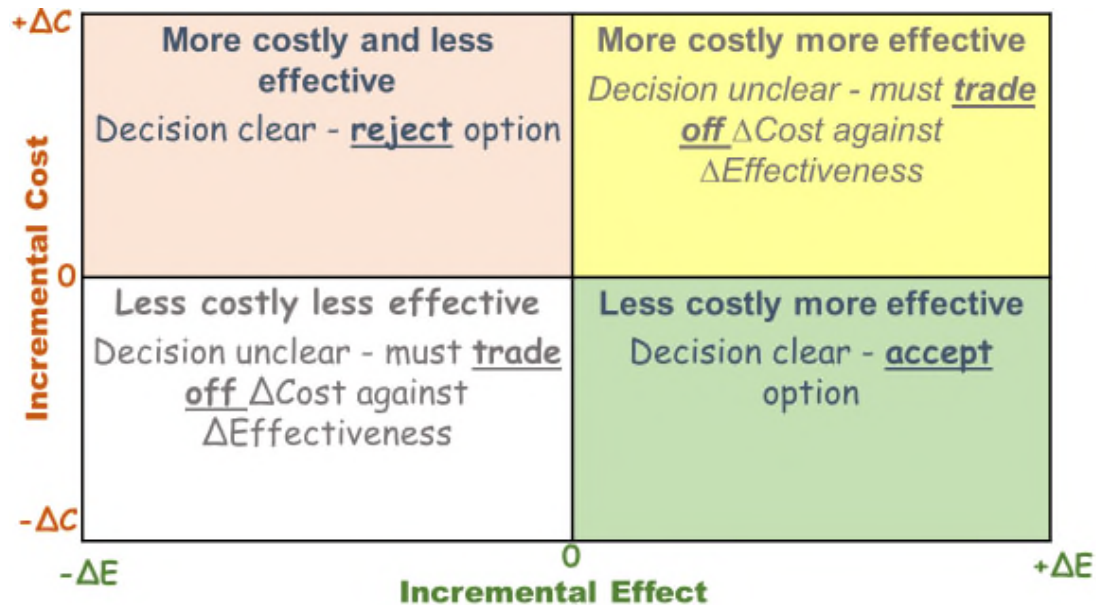 +ΔC
More costly and less
effective
Decision clear - reject option
More costly more effective
Decision unclear - must trade
off ΔCost against
ΔEffectiveness
Incremental Cost
0
Less costly less effective
Decision unclear - must trade
off ΔCost against
ΔEffectiveness
Less costly more effective
Decision clear - accept
option
-ΔC
-ΔE
0
+ΔE
Incremental Effect